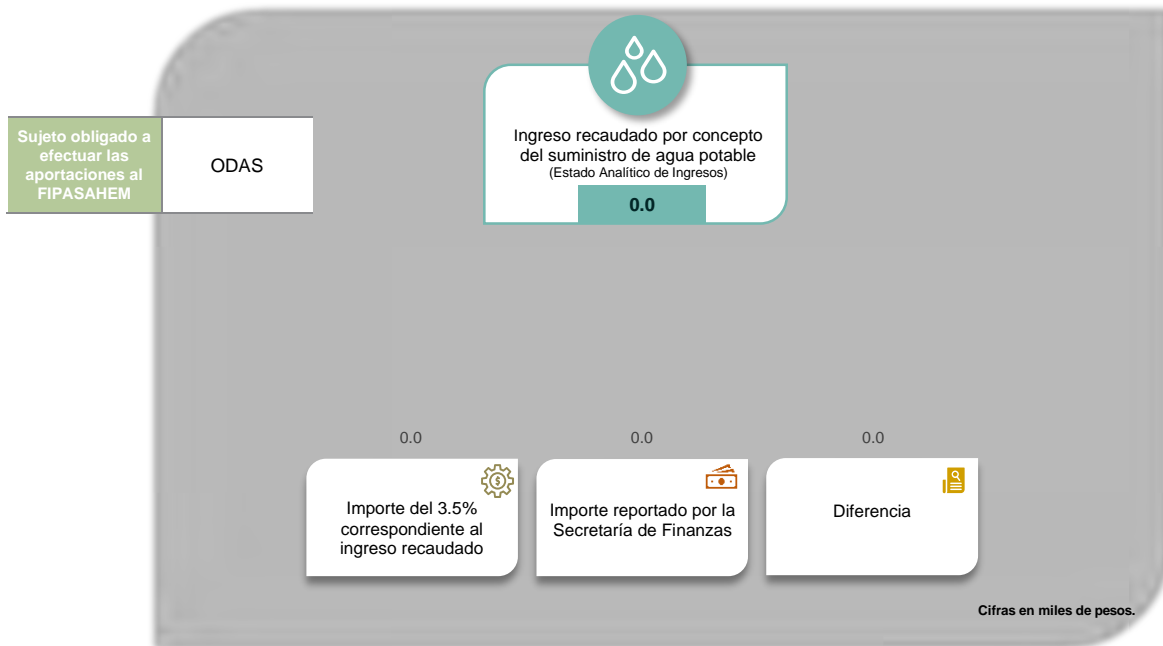 Sujeto obligado a
efectuar las
aportaciones al
FIPASAHEM
ODAS
Ingreso recaudado por concepto
del suministro de agua potable
(Estado Analítico de Ingresos)
0.0
0.0
0.0
0.0
$
Importe del 3.5%
correspondiente al
ingreso recaudado
Importe reportado por la
Secretaría de Finanzas
Diferencia
Cifras en miles de pesos.